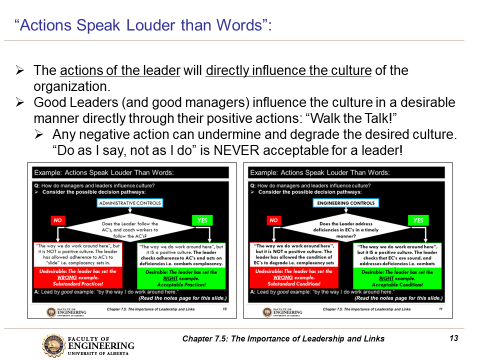 “Actions Speak Louder than Words”:
➢ The actions of the leader will directly influence the culture of the
organization.
➢ Good Leaders (and good managers) influence the culture in a desirable
manner directly through their positive actions: “Walk the Talk!”
➢ Any negative action can undermine and degrade the desired culture.
“Do as I say, not as I do” is NEVER acceptable for a leader!
Example: Actions Speak Louder Than Words:
Q: How do managers and leaders influence culture?
➢ Consider the possible decision pathways:
ADMINISTRATIVE CONTROLS
NO
Does the Leader follow the
AC's, and coach workers to
follow the AC's?
YES
“The way we do work around here”, but
it is NOT a positive culture. The leader
has allowed adherence to AC's to
“slide” i.e. complacency sets in.
“The way we do work around here”, and
it IS a positive culture. The leader
checks adherence to AC's and acts on
deficiencies i.e. combats complacency.
Undesirable: The leader has set the
WRONG example.
Substandard Practices!
Desirable: The leader has set the
RIGHT example.
Acceptable Practices!
A: Lead by good example: “by the way I do work around here.”
(Read the notes page for this slide.)
FACULTY OF
ENGINEERING
Chapter 7.5: The Importance of Leadership and Links
Example: Actions Speak Louder Than Words:
Q: How do managers and leaders influence culture?
➢ Consider the possible decision pathways:
ENGINEERING CONTROLS
NO
Does the Leader address
deficiencies in EC's in a timely
manner?
YES
“The way we do work around here”,
but it is NOT a positive culture. The
leader has allowed the condition of
EC's to degrade i.e. complacency sets
“The way we do work around here”,
but it IS a positive culture. The leader
checks that EC's are sound, and
addresses deficiencies i.e. combats
Undesirable: The leader has set the
WRONG example.
Substandard Conditions!
Desirable: The leader has set the
RIGHT example.
Acceptable Conditions!
A: Lead by good example: “by the way I do work around here.”
(Read the notes page for this slide.)
FACULTY OF
ENGINEERING
Chapter 7.5: The Importance of Leadership and Links
FACULTY OF
ENGINEERING
UNIVERSITY OF ALBERTA
Chapter 7.5: The Importance of Leadership and Links
13